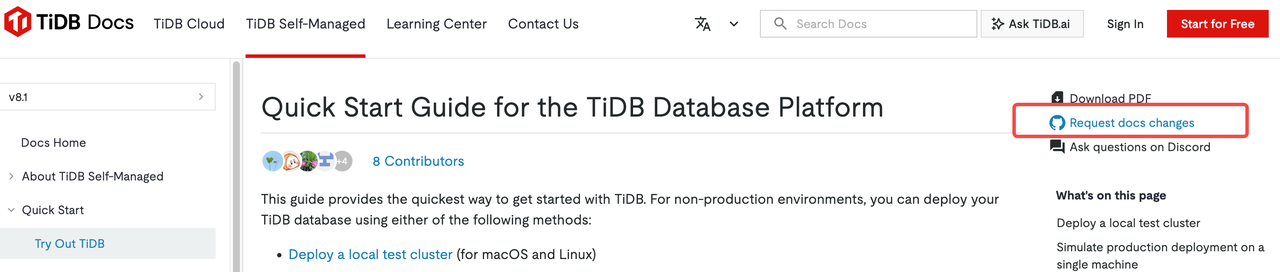 TiDB Docs TiDB Cloud TiDB Self-Managed Learning Center Contact Us Search Docs Ask TiDB.ai Sign In Start for Free
v8.1
Docs Home
About TiDB Self-Managed
Quick Start
Try Out TiDB
Quick Start Guide for the TiDB Database Platform
+4 8 Contributors
This guide provides the quickest way to get started with TiDB. For non-production environments, you can deploy your
TiDB database using either of the following methods:
• Deploy a local test cluster (for macOS and Linux)
Download PDF
Request docs changes
Ask questions on Discord
What's on this page
Deploy a local test cluster
Simulate production deployment on a
single machine